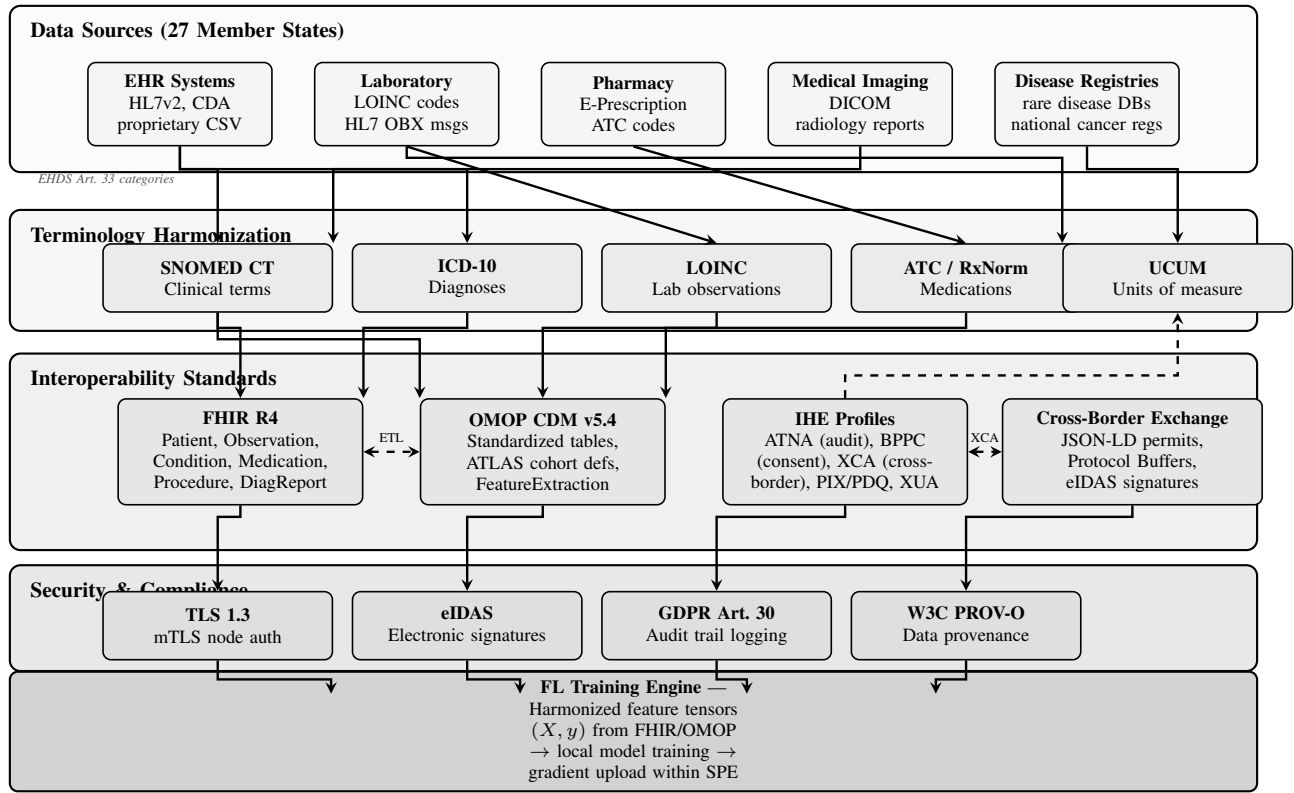 Data Sources (27 Member States)
EHR Systems
HL7v2, CDA
proprietary CSV
Laboratory
LOINC codes
HL7 OBX msgs
Pharmacy
E-Prescription
ATC codes
Medical Imaging
DICOM
radiology reports
Disease Registries
rare disease DBs
national cancer regs
EHDS Art. 33 categories
Terminology Harmonization
SNOMED CT
Clinical terms
ICD-10
Diagnoses
LOINC
Lab observations
ATC / RxNorm
Medications
UCUM
Units of measure
Interoperability Standards
FHIR R4
Patient, Observation,
Condition, Medication,
Procedure, DiagReport
ETL
OMOP CDM v5.4
Standardized tables,
ATLAS cohort defs,
FeatureExtraction
IHE Profiles
ATNA (audit), BPPC
(consent), XCA (cross-
border), PIX/PDQ, XUA
XCA
Cross-Border Exchange
JSON-LD permits,
Protocol Buffers,
eIDAS signatures
Security & Compliance
TLS 1.3
mTLS node auth
eIDAS
Electronic signatures
GDPR Art. 30
Audit trail logging
W3C PROV-O
Data provenance
FL Training Engine —
Harmonized feature tensors
(X, y) from FHIR/OMOP
→ local model training →
gradient upload within SPE